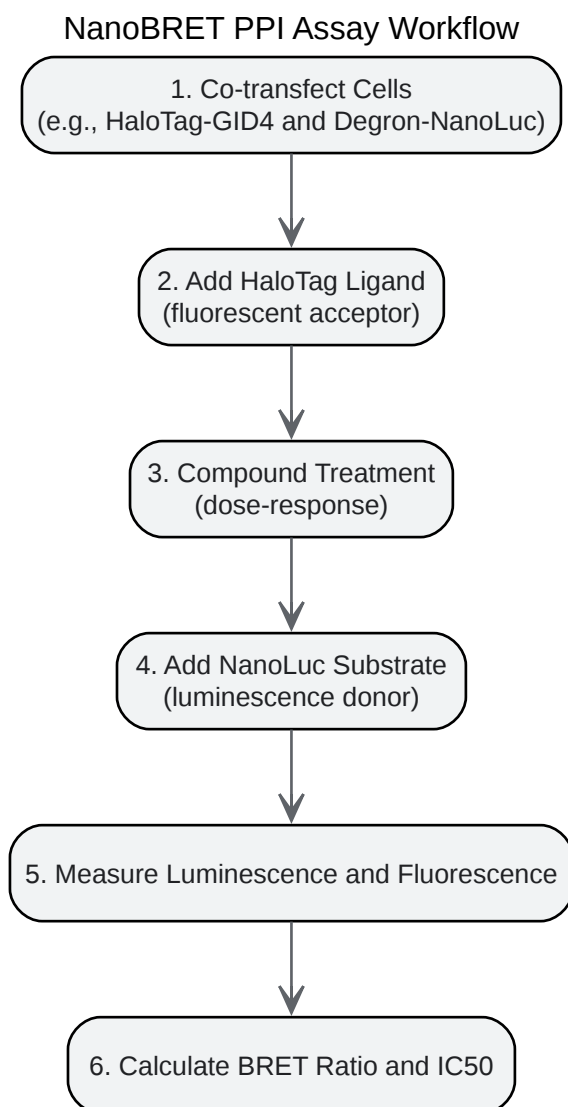 NanoBRET PPI Assay Workflow
1. Co-transfect Cells
(e.g., HaloTag-GID4 and Degron-NanoLuc)
2. Add HaloTag Ligand
(fluorescent acceptor)
3. Compound Treatment
(dose-response)
4. Add NanoLuc Substrate
(luminescence donor)
5. Measure Luminescence and Fluorescence
6. Calculate BRET Ratio and IC50